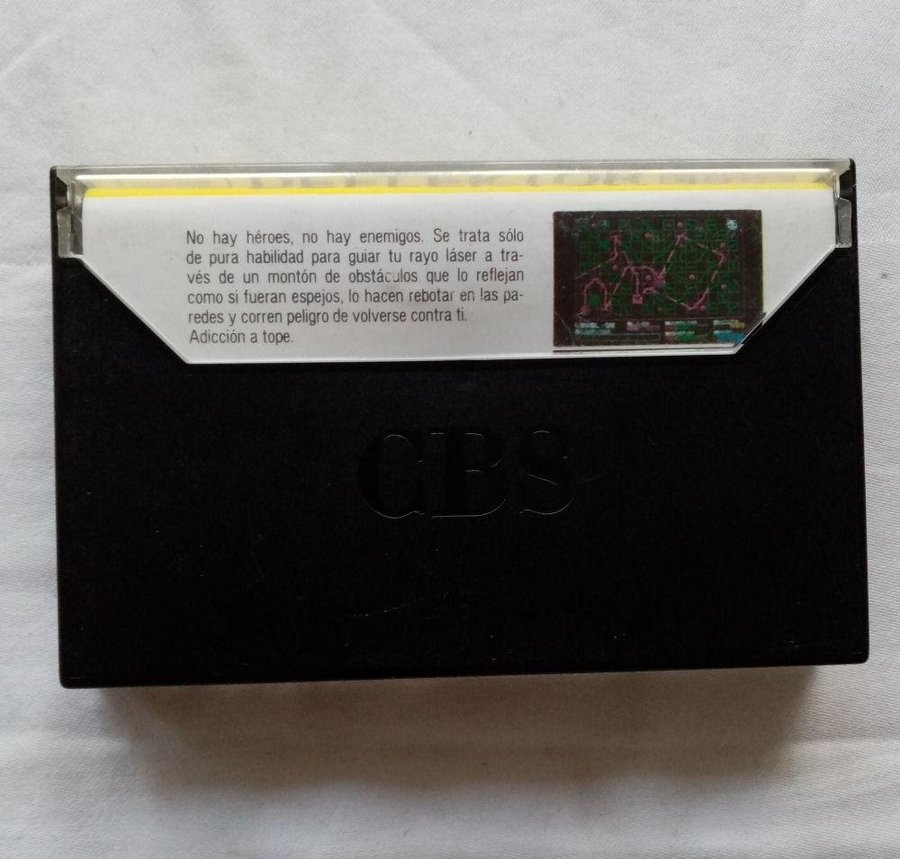 No hay héroes, no hay enemigos. Se trata sólo
de pura habilidad para guiar tu rayo láser a tra-
vés de un montón de obstáculos que lo reflejan
como si fueran espejos, lo hacen rebotar en las pa-
redes y corren peligro de volverse contra ti.
Adicción a tope.
CBS